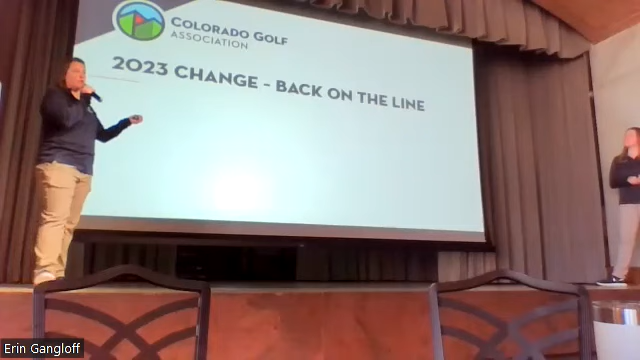 COLORADO GOLF
ASSOCIATION
2023 CHANGE - BACK ON THE LINE
Erin Gangloff